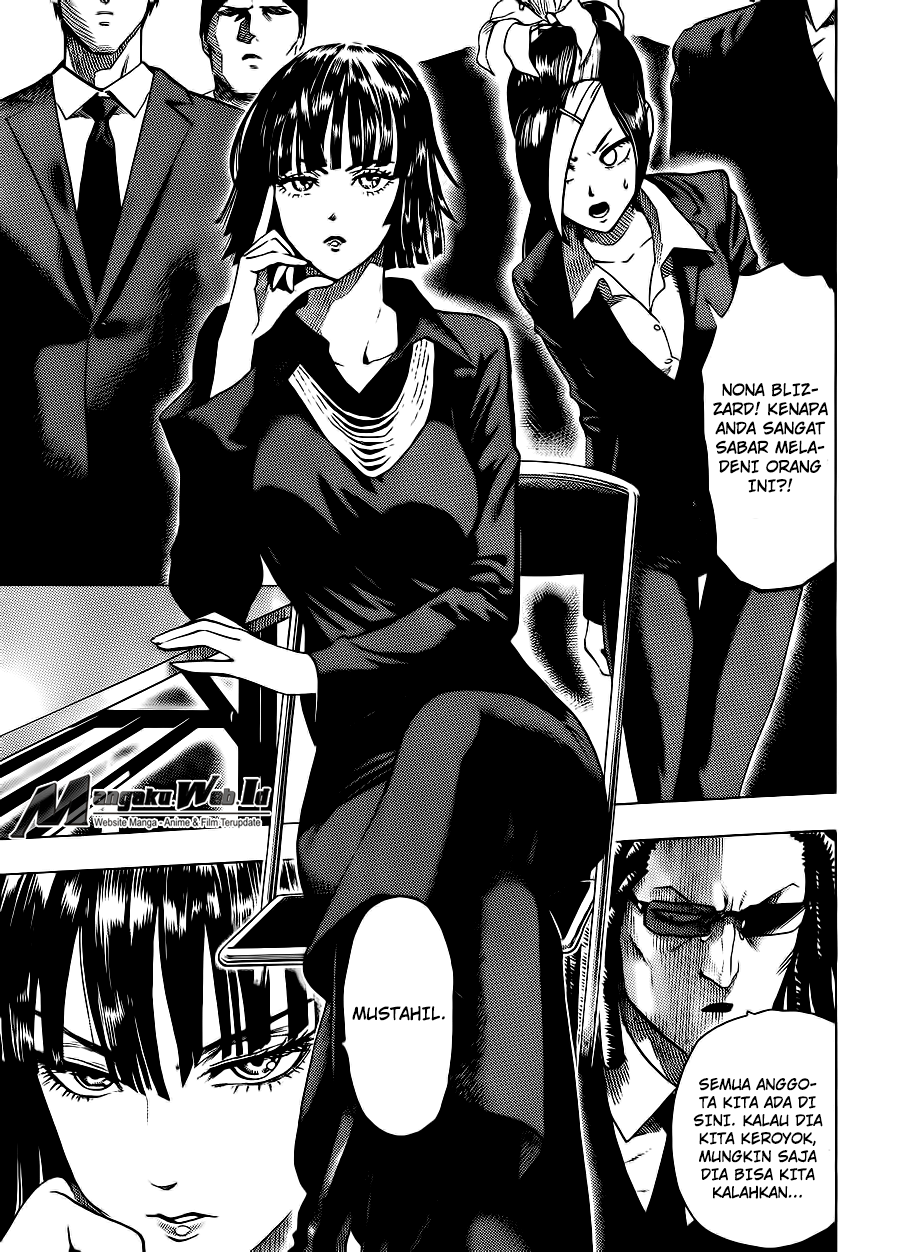 NONA BLIZ-
ZARD! KENAPA
ANDA SANGAT
SABAR MELA-
DENI ORANG
INI?!
Mangaku.Web.Id
Website Manga - Anime & Film Terupdate
SEMUA ANGGO-
TA KITA ADA DI
SINI. KALAU DIA
KITA KEROYOK,
MUNGKIN SAJA
DIA BISA KITA
KALAHKAN...
MUSTAHIL.